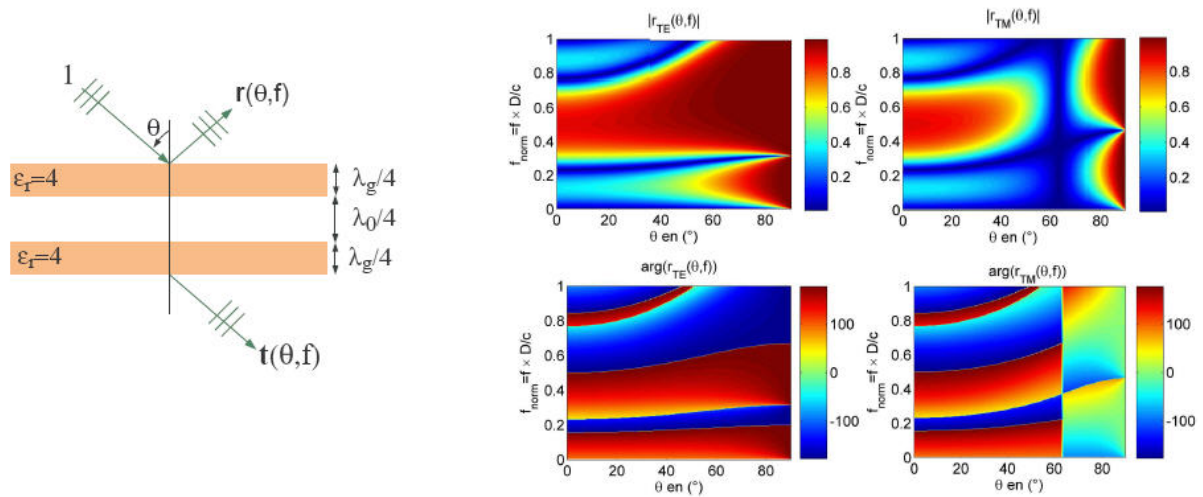 1
r(θ,f)
θ
εr=4
λg/4
λ0/4
εr=4
λg/4
t(θ,f)
|rTE(θ,f)|
fnorm=f × D/c
1
0.8
0.6
0.4
0.2
0
0 20 40 60 80
θ en (°)
0.8
0.6
0.4
0.2
|rTM(θ,f)|
fnorm=f × D/c
1
0.8
0.6
0.4
0.2
0
0 20 40 60 80
θ en (°)
0.8
0.6
0.4
0.2
arg(rTE(θ,f))
fnorm=f × D/c
1
0.8
0.6
0.4
0.2
0
0 20 40 60 80
θ en (°)
100
0
-100
arg(rTM(θ,f))
fnorm=f × D/c
1
0.8
0.6
0.4
0.2
0
0 20 40 60 80
θ en (°)
100
0
-100